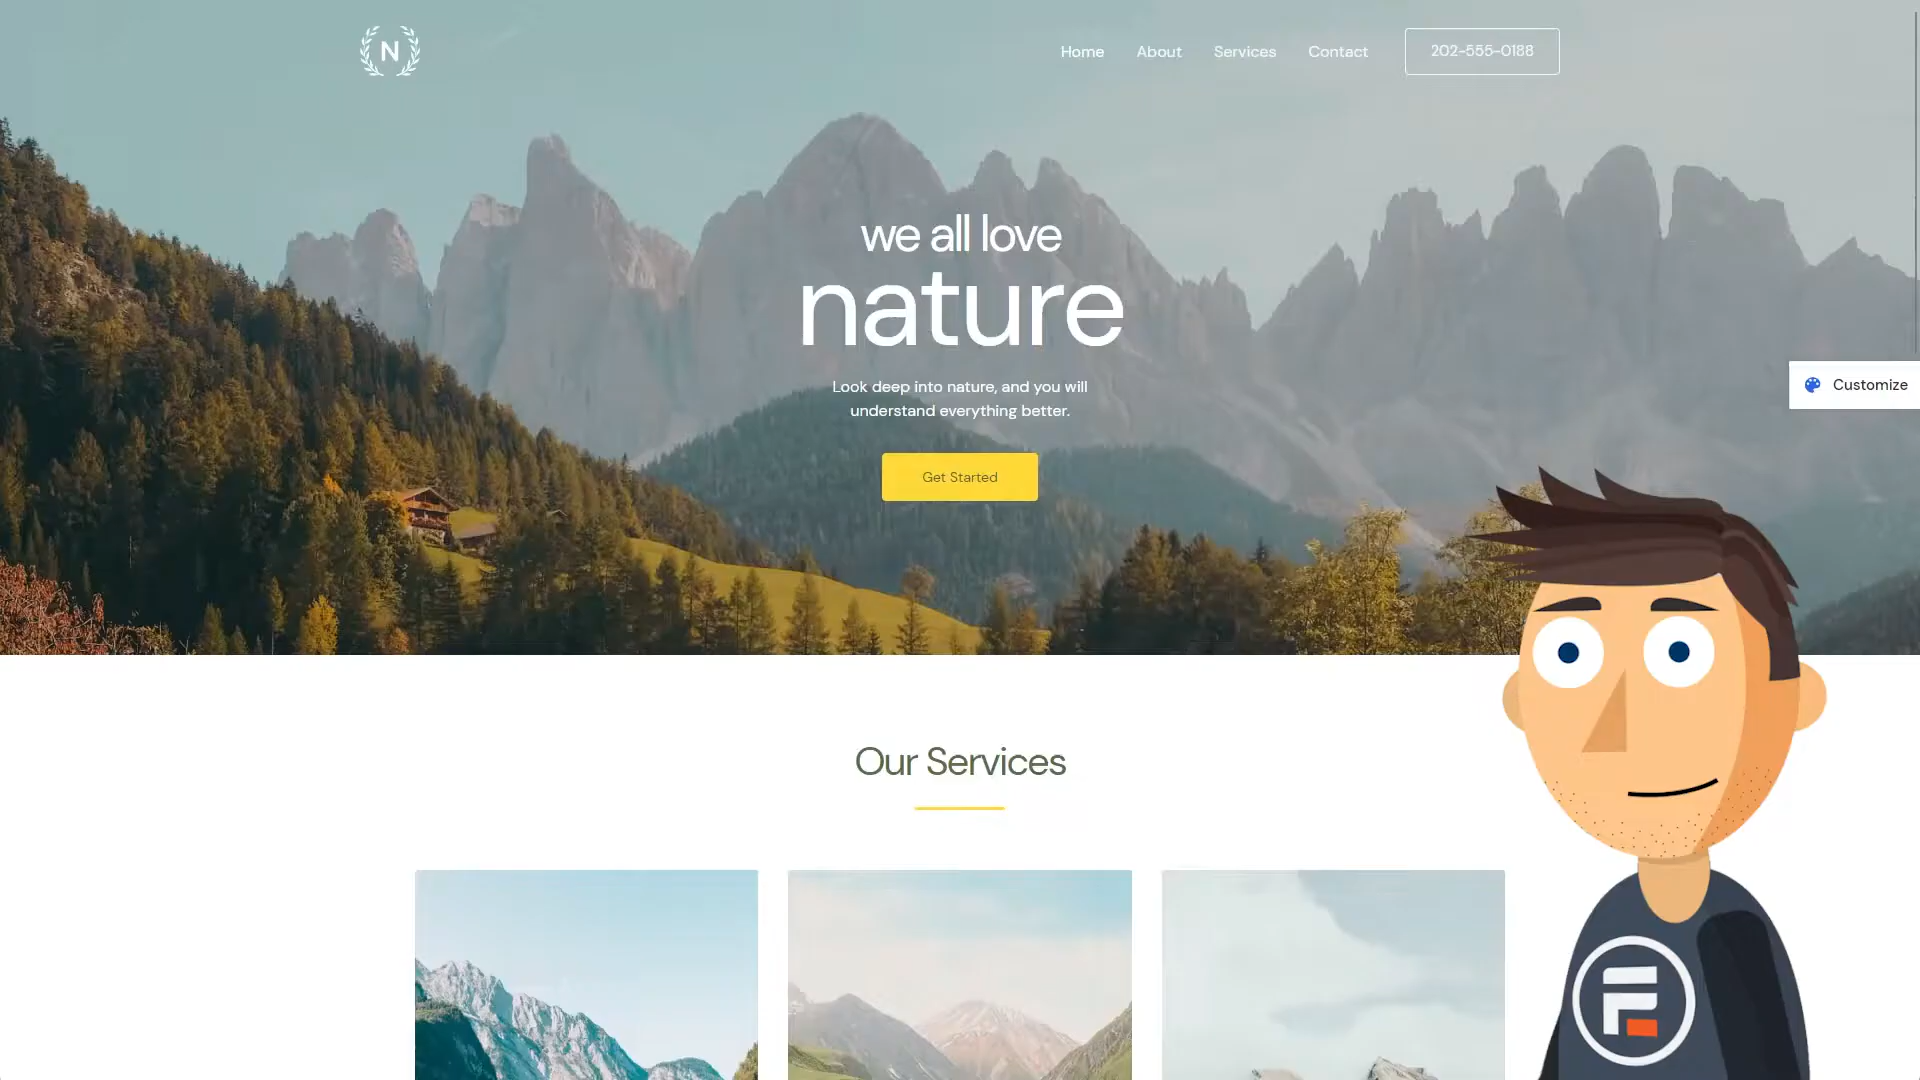 N
Home About Services Contact 202-555-0188
we all love
nature
Look deep into nature, and you will
understand everything better.
Get Started
Customize
Our Services
F